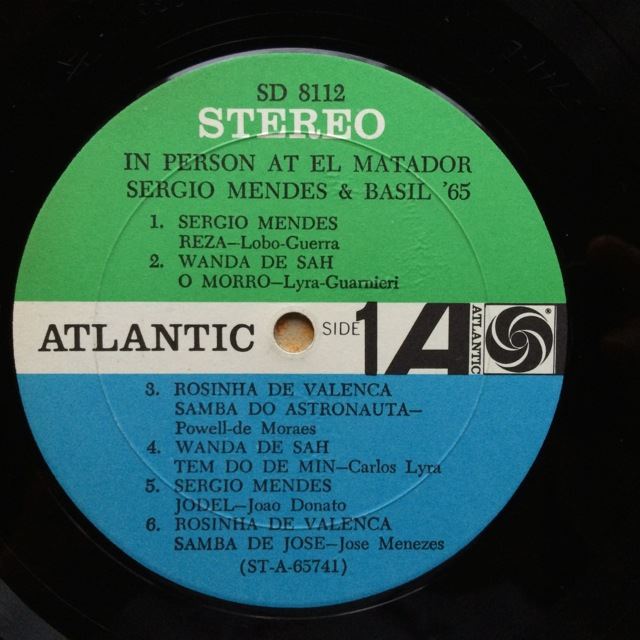 SD 8112
STEREO
IN PERSON AT EL MATADOR
SERGIO MENDES & BASIL '65
1. SERGIO MENDES
REZA—Lobo-Guerra
2. WANDA DE SAH
O MORRO—Lyra-Guarnieri
ATLANTIC SIDE 1 A ATLANTIC
3. ROSINHA DE VALENCA
SAMBA DO ASTRONAUTA—
Powell-de Moraes
4. WANDA DE SAH
TEM DO DE MIN—Carlos Lyra
5. SERGIO MENDES
JODEL—Joao Donato
6. ROSINHA DE VALENCA
SAMBA DE JOSE—Jose Menezes
(ST-A-65741)